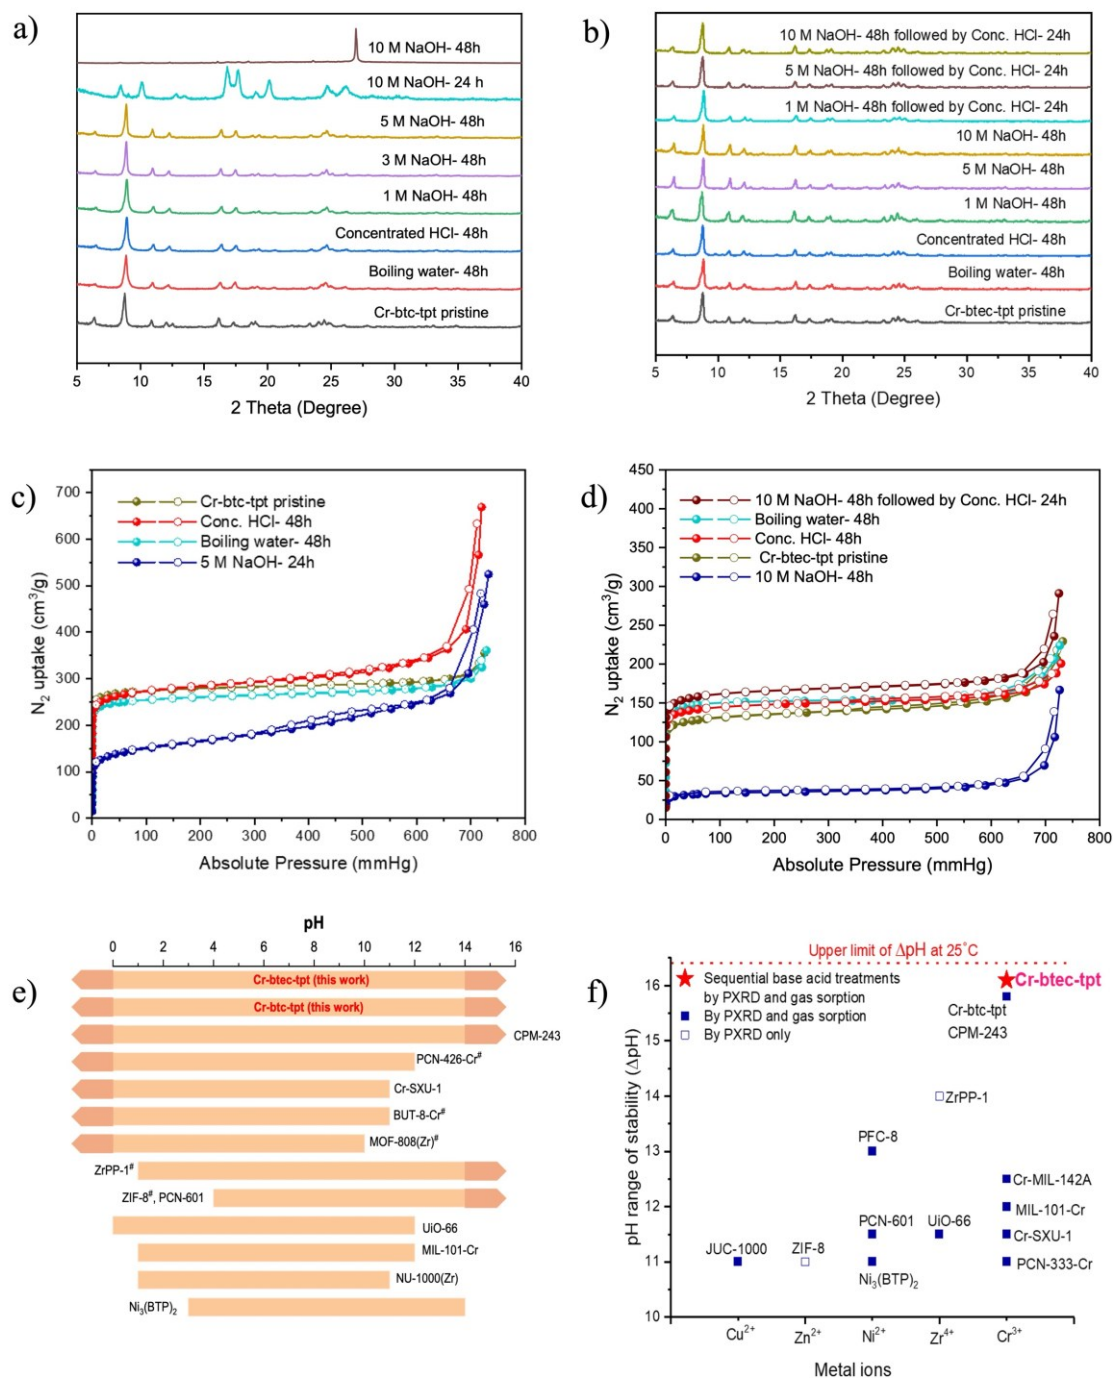 a)
10 M NaOH- 48h
10 M NaOH- 24 h
5 M NaOH- 48h
3 M NaOH- 48h
1 M NaOH- 48h
Concentrated HCl- 48h
Boiling water- 48h
Cr-btc-tpt pristine
5 10 15 20 25 30 35 40
2 Theta (Degree)
b)
10 M NaOH- 48h followed by Conc. HCl- 24h
5 M NaOH- 48h followed by Conc. HCl- 24h
1 M NaOH- 48h followed by Conc. HCl- 24h
10 M NaOH- 48h
5 M NaOH- 48h
1 M NaOH- 48h
Concentrated HCl- 48h
Boiling water- 48h
Cr-btec-tpt pristine
5 10 15 20 25 30 35 40
2 Theta (Degree)
c)
N₂ uptake (cm³/g)
700
600
500
400
300
200
100
0
Cr-btc-tpt pristine
Conc. HCl- 48h
Boiling water- 48h
5 M NaOH- 24h
0 100 200 300 400 500 600 700 800
Absolute Pressure (mmHg)
d)
N₂ uptake (cm³/g)
450
400
350
300
250
200
150
100
50
0
10 M NaOH- 48h followed by Conc. HCl- 24h
Boiling water- 48h
Conc. HCl- 48h
Cr-btec-tpt pristine
10 M NaOH- 48h
0 100 200 300 400 500 600 700 800
Absolute Pressure (mmHg)
e)
pH
0 2 4 6 8 10 12 14 16
Cr-btec-tpt (this work)
Cr-btc-tpt (this work)
CPM-243
PCN-426-Cr#
Cr-SXU-1
BUT-8-Cr#
MOF-808(Zr)#
ZrPP-1#
ZIF-8#, PCN-601
UiO-66
MIL-101-Cr
NU-1000(Zr)
Ni₃(BTP)₂
f)
pH range of stability (ΔpH)
16
15
14
13
12
11
10
Upper limit of ΔpH at 25°C
Sequential base acid treatments
by PXRD and gas sorption
By PXRD and gas sorption
By PXRD only
Cr-btec-tpt
Cr-btc-tpt
CPM-243
ZrPP-1
PFC-8
Cr-MIL-142A
MIL-101-Cr
PCN-601
UiO-66
Cr-SXU-1
JUC-1000
ZIF-8
Ni₃(BTP)₂
PCN-333-Cr
Cu²⁺ Zn²⁺ Ni²⁺ Zr⁴⁺ Cr³⁺
Metal ions